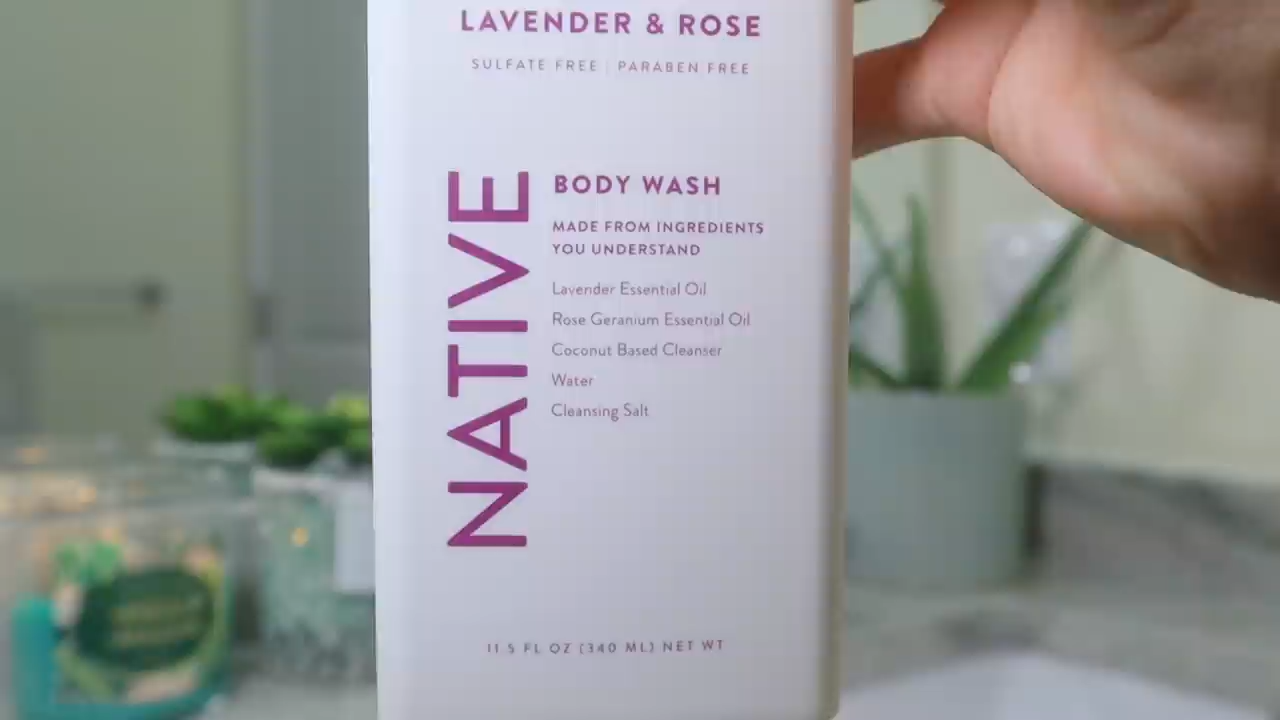 LAVENDER & ROSE
SULFATE FREE | PARABEN FREE
NATIVE
BODY WASH
MADE FROM INGREDIENTS
YOU UNDERSTAND
Lavender Essential Oil
Rose Geranium Essential Oil
Coconut Based Cleanser
Water
Cleansing Salt
11.5 FL OZ (340 ML) NET WT